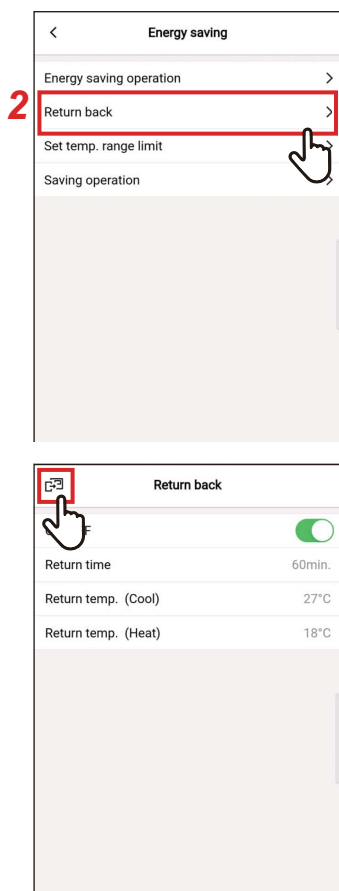 Energy saving
Energy saving operation
2
Return back
Set temp. range limit
Saving operation
Return back
F
Return time 60min.
Return temp. (Cool) 27°C
Return temp. (Heat) 18°C